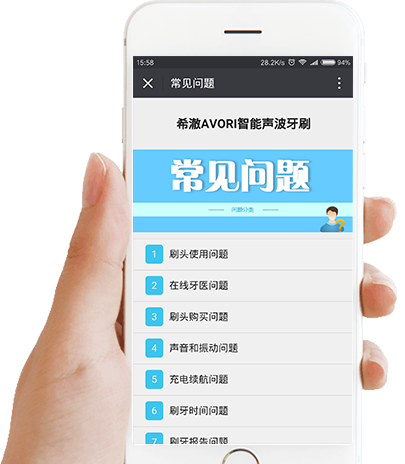 15:58 28.2K/s 94%
常见问题
希澈AVORI智能声波牙刷
常见问题
问题分类
1 刷头使用问题
2 在线牙医问题
3 刷头购买问题
4 声音和振动问题
5 充电续航问题
6 刷牙时间问题
7 刷牙报告问题